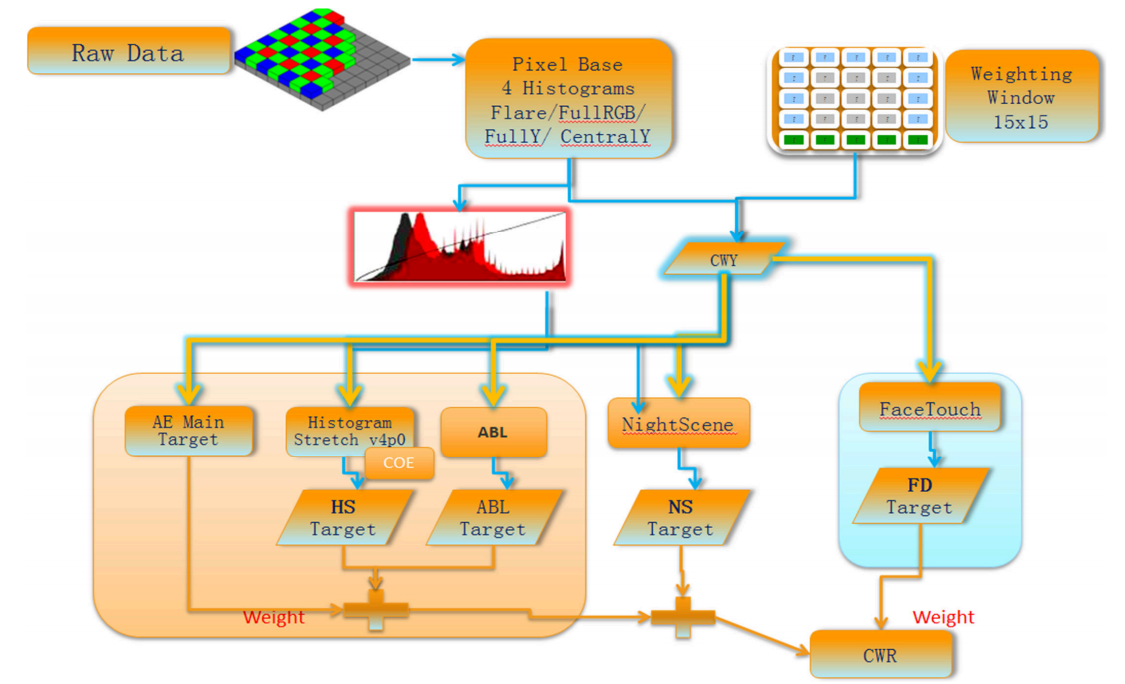 Raw Data
Pixel Base
4 Histograms
Flare/FullRGB/
FullY/ CentralY
Weighting
Window
15x15
CWY
AE Main
Target
Histogram
Stretch v4p0
COE
ABL
NightScene
FaceTouch
HS
Target
ABL
Target
NS
Target
FD
Target
Weight
Weight
CWR